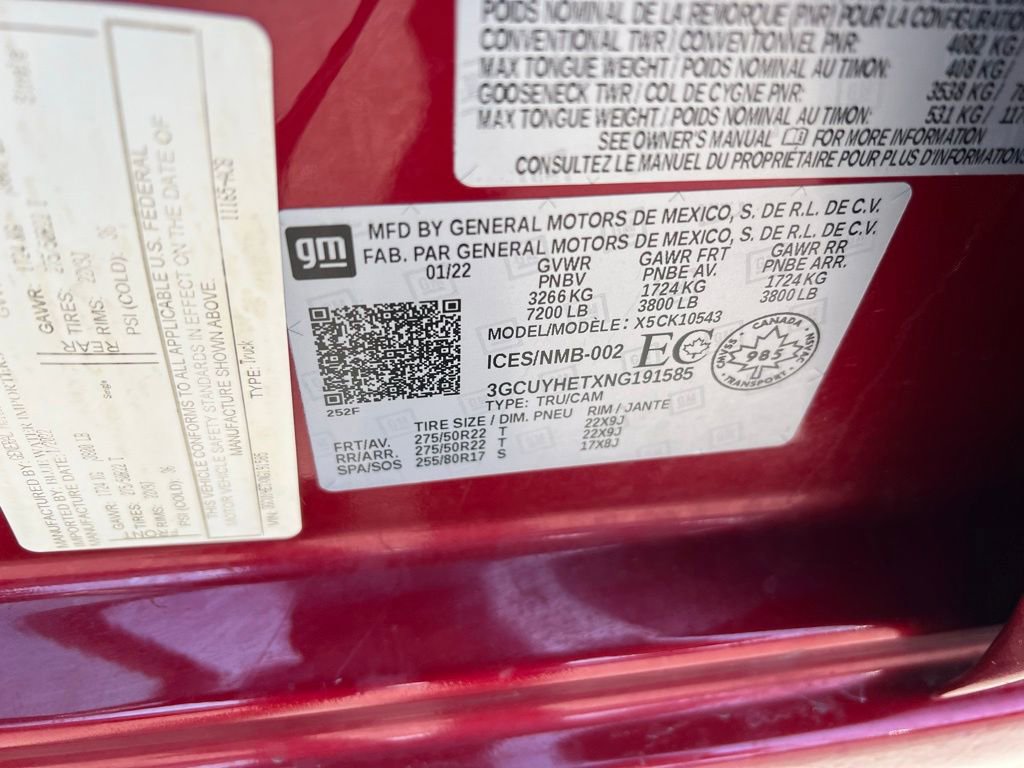 POIDS NOMINAL DE LA REMORQUE (PNR) POUR LA CONFIGURATION
CONVENTIONAL TWR / CONVENTIONNEL PNR: 4082 KG /
MAX TONGUE WEIGHT / POIDS NOMINAL AU TIMON: 408 KG /
GOOSENECK TWR / COL DE CYGNE PNR: 3538 KG /
MAX TONGUE WEIGHT / POIDS NOMINAL AU TIMON: 531 KG /
SEE OWNER'S MANUAL FOR MORE INFORMATION
CONSULTEZ LE MANUEL DU PROPRIÉTAIRE POUR PLUS D'INFORMATIONS
gm
MFD BY GENERAL MOTORS DE MEXICO, S. DE R.L. DE C.V.
FAB. PAR GENERAL MOTORS DE MEXICO, S. DE R.L. DE C.V.
01/22 GVWR GAWR FRT GAWR RR
PNBV PNBE AV. PNBE ARR.
3266 KG 1724 KG 1724 KG
7200 LB 3800 LB 3800 LB
MODEL/MODÈLE: X5CK10543
ICES/NMB-002 EC
CANADA
985
TRANSPORT
3GCUYHETXNG191585
TYPE: TRU/CAM
252F
TIRE SIZE / DIM. PNEU RIM / JANTE
FRT/AV. 275/50R22 T 22X9J
RR/ARR. 275/50R22 T 22X9J
SPA/SOS 255/80R17 S 17X8J
GAWR:
TIRES: 275/50R22 T
RIMS: 22X9J
PSI (COLD): 36
THIS VEHICLE CONFORMS TO ALL APPLICABLE U.S. FEDERAL
MOTOR VEHICLE SAFETY STANDARDS IN EFFECT ON THE DATE OF
MANUFACTURE SHOWN ABOVE.
TYPE: Truck